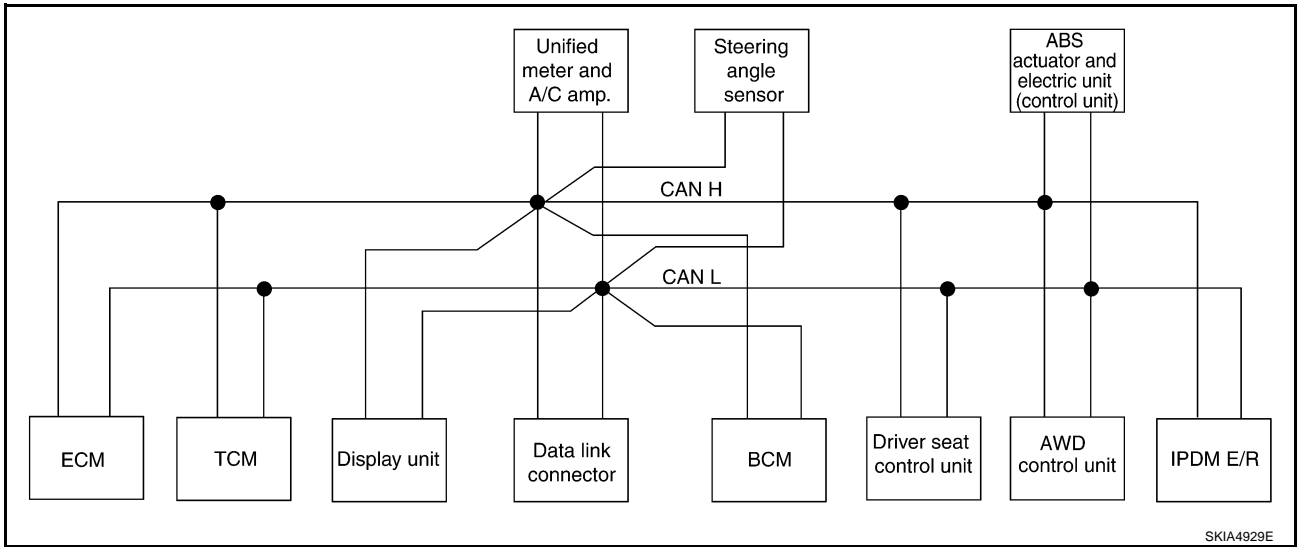 Unified
meter and
A/C amp.
Steering
angle
sensor
ABS
actuator and
electric unit
(control unit)
CAN H
CAN L
ECM
TCM
Display unit
Data link
connector
BCM
Driver seat
control unit
AWD
control unit
IPDM E/R
SKIA4929E